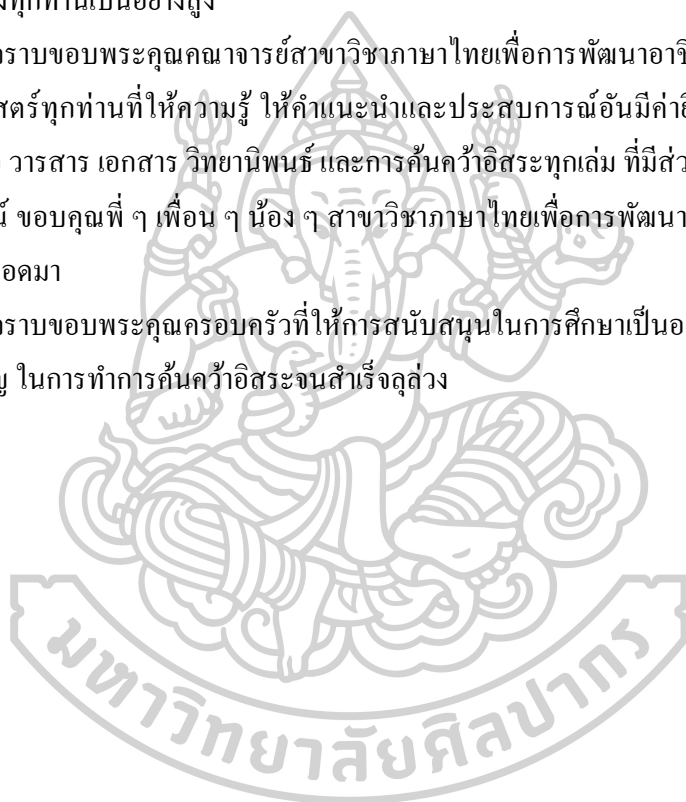 งทุกท่านเป็นอย่างสูง
ราบขอบพระคุณคณาจารย์สาขาวิชาภาษาไทยเพื่อการพัฒนาอาชี
สตร์ทุกท่านที่ให้ความรู้ ให้คำแนะนำและประสบการณ์อันมีค่ายิ
วารสาร เอกสาร วิทยานิพนธ์ และการค้นคว้าอิสระทุกเล่ม ที่มีส่ว
น์ ขอบคุณพี่ ๆ เพื่อน ๆ น้อง ๆ สาขาวิชาภาษาไทยเพื่อการพัฒนา
อดมา
ราบขอบพระคุณครอบครัวที่ให้การสนับสนุนในการศึกษาเป็นอ
ญ ในการทำการค้นคว้าอิสระจนสำเร็จลุล่วง
มหาวิทยาลัยศิลปากร